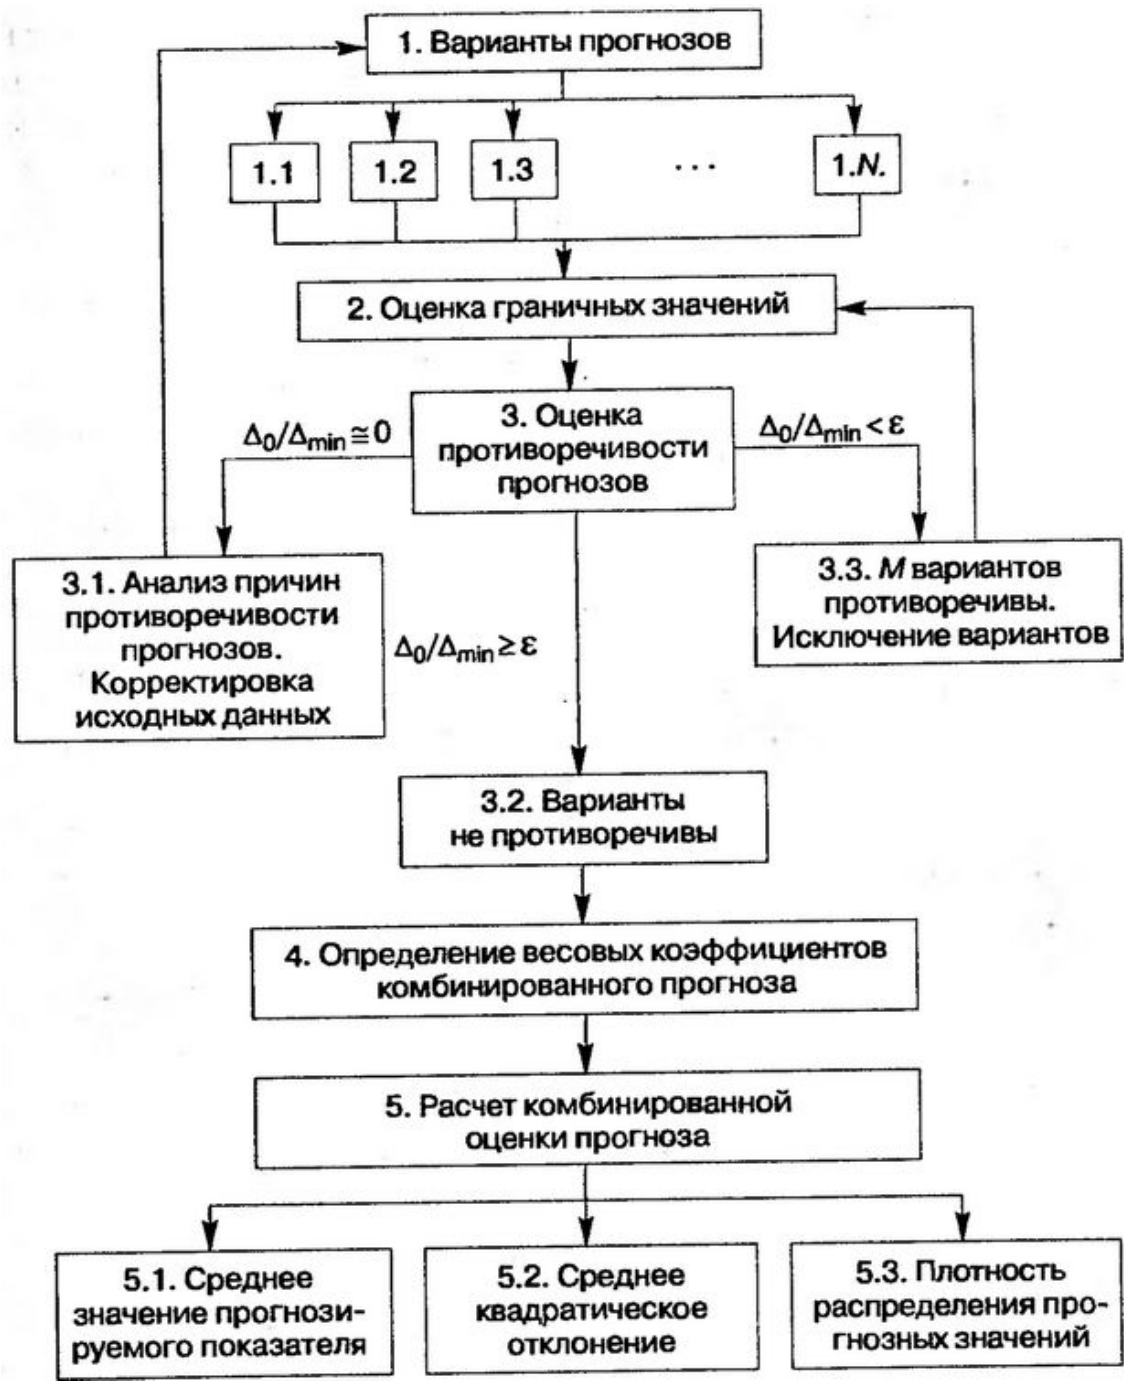 1. Варианты прогнозов
1.1
1.2
1.3
...
1.N.
2. Оценка граничных значений
3. Оценка
противоречивости
прогнозов
Δ₀/Δmin≅0
Δ₀/Δmin<ε
3.1. Анализ причин
противоречивости
прогнозов.
Корректировка
исходных данных
Δ₀/Δmin≥ε
3.3. M вариантов
противоречивы.
Исключение вариантов
3.2. Варианты
не противоречивы
4. Определение весовых коэффициентов
комбинированного прогноза
5. Расчет комбинированной
оценки прогноза
5.1. Среднее
значение прогнози-
руемого показателя
5.2. Среднее
квадратическое
отклонение
5.3. Плотность
распределения про-
гнозных значений